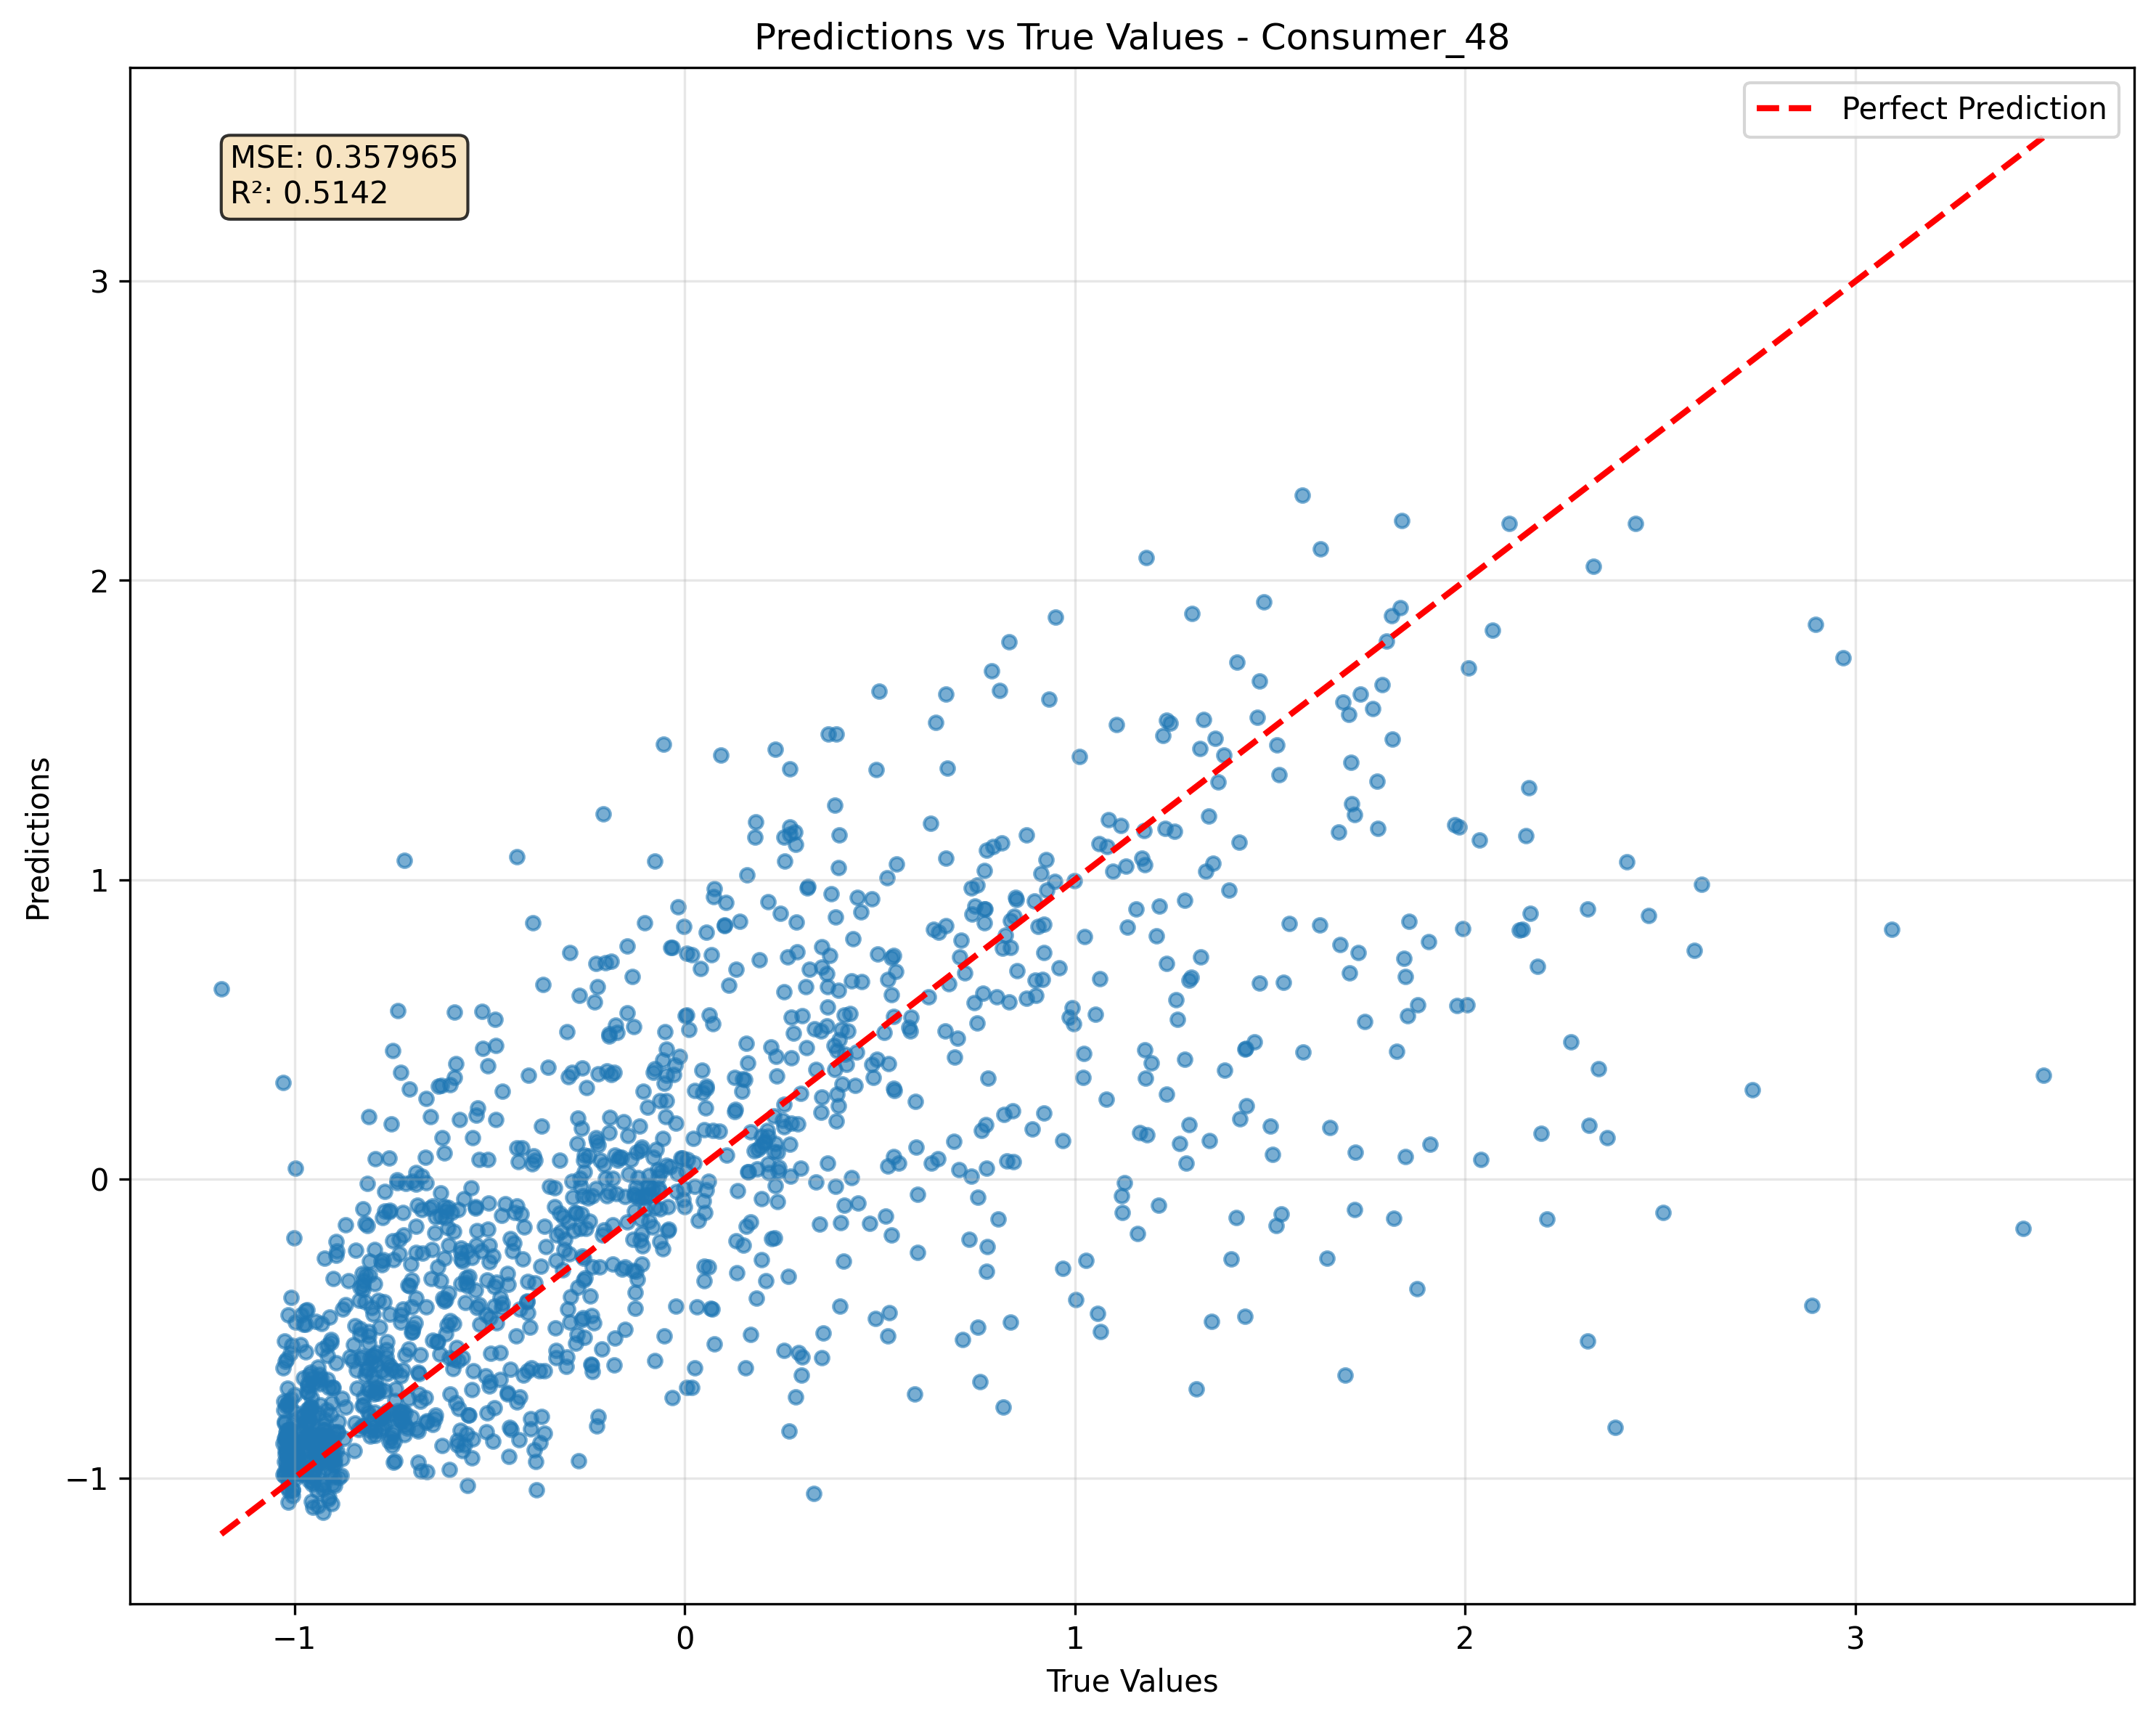 Predictions vs True Values - Consumer_48
Perfect Prediction
MSE: 0.357965
R²: 0.5142
3
2
1
0
−1
Predictions
−1 0 1 2 3
True Values